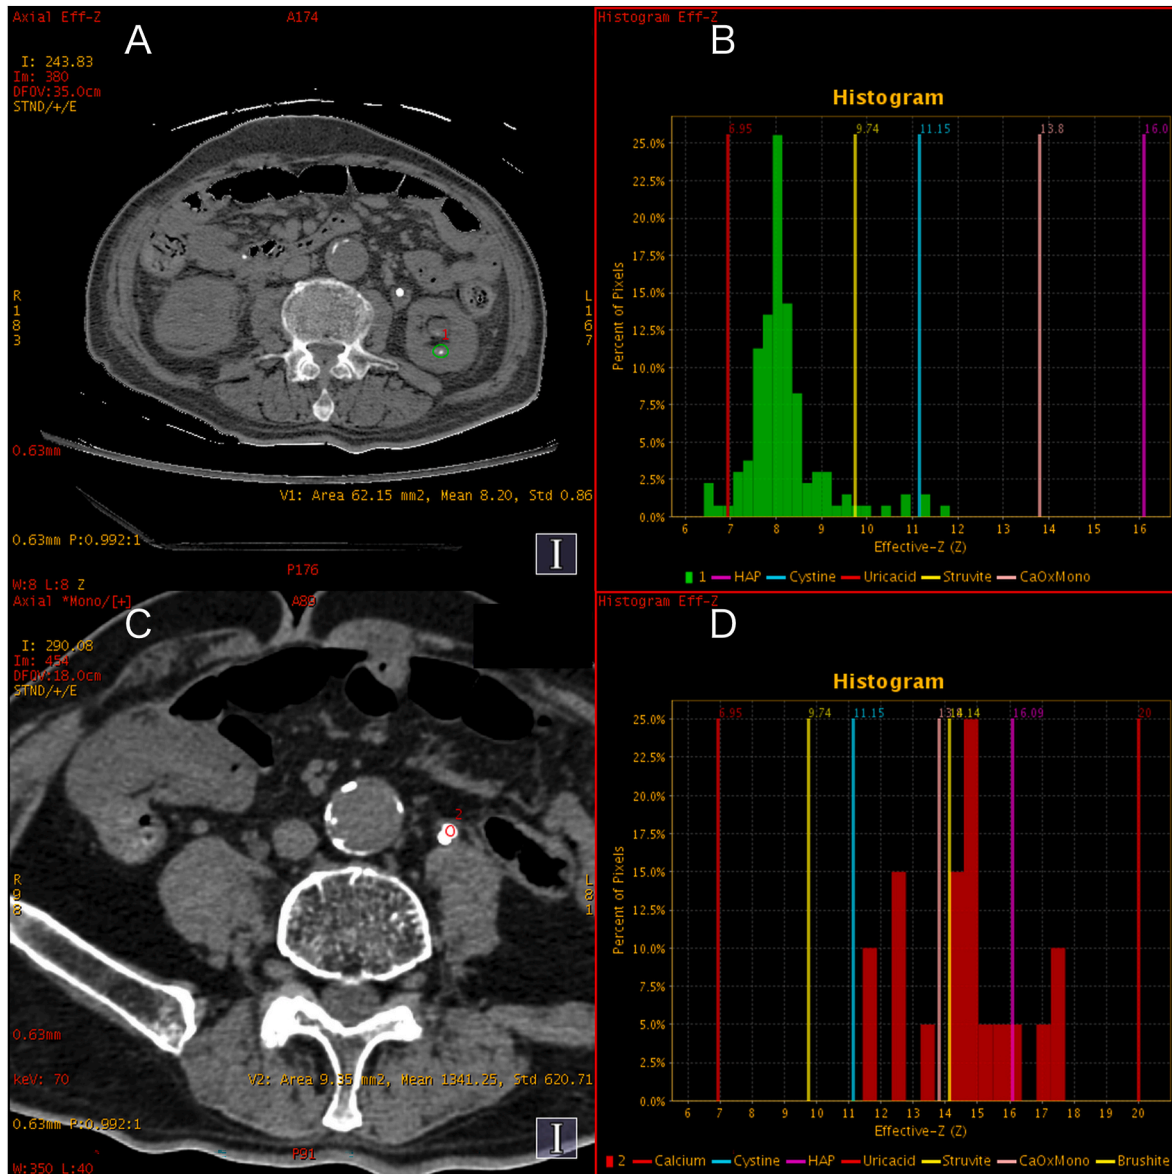 Axial Eff-Z
A174
A
I: 243.83
Im: 380
DFOV:35.0cm
STND/+/E
R
1
8
3
L
1
6
7
1
0.63mm
V1: Area 62.15 mm2, Mean 8.20, Std 0.86
0.63mm P:0.992:1
I
P176
W:8 L:8 Z
Histogram Eff-Z
B
Histogram
6.95
9.74
11.15
13.8
16.0
25.0%
22.5%
20.0%
17.5%
15.0%
12.5%
10.0%
7.5%
5.0%
2.5%
0.0%
Percent of Pixels
6 7 8 9 10 11 12 13 14 15 16
Effective-Z (Z)
1 HAP Cystine Uricacid Struvite CaOxMono
Axial *Mono/[+]
A89
C
I: 290.08
Im: 454
DFOV:18.0cm
STND/+/E
2
R
9
8
L
8
1
0.63mm
keV: 70
V2: Area 9.35 mm2, Mean 1341.25, Std 620.71
0.63mm P:0.992:1
I
P91
W:350 L:40
Histogram Eff-Z
D
Histogram
6.95
9.74
11.15
14.14
16.09
20
25.0%
22.5%
20.0%
17.5%
15.0%
12.5%
10.0%
7.5%
5.0%
2.5%
0.0%
Percent of Pixels
6 7 8 9 10 11 12 13 14 15 16 17 18 19 20
Effective-Z (Z)
2 Calcium Cystine HAP Uricacid Struvite CaOxMono Brushite